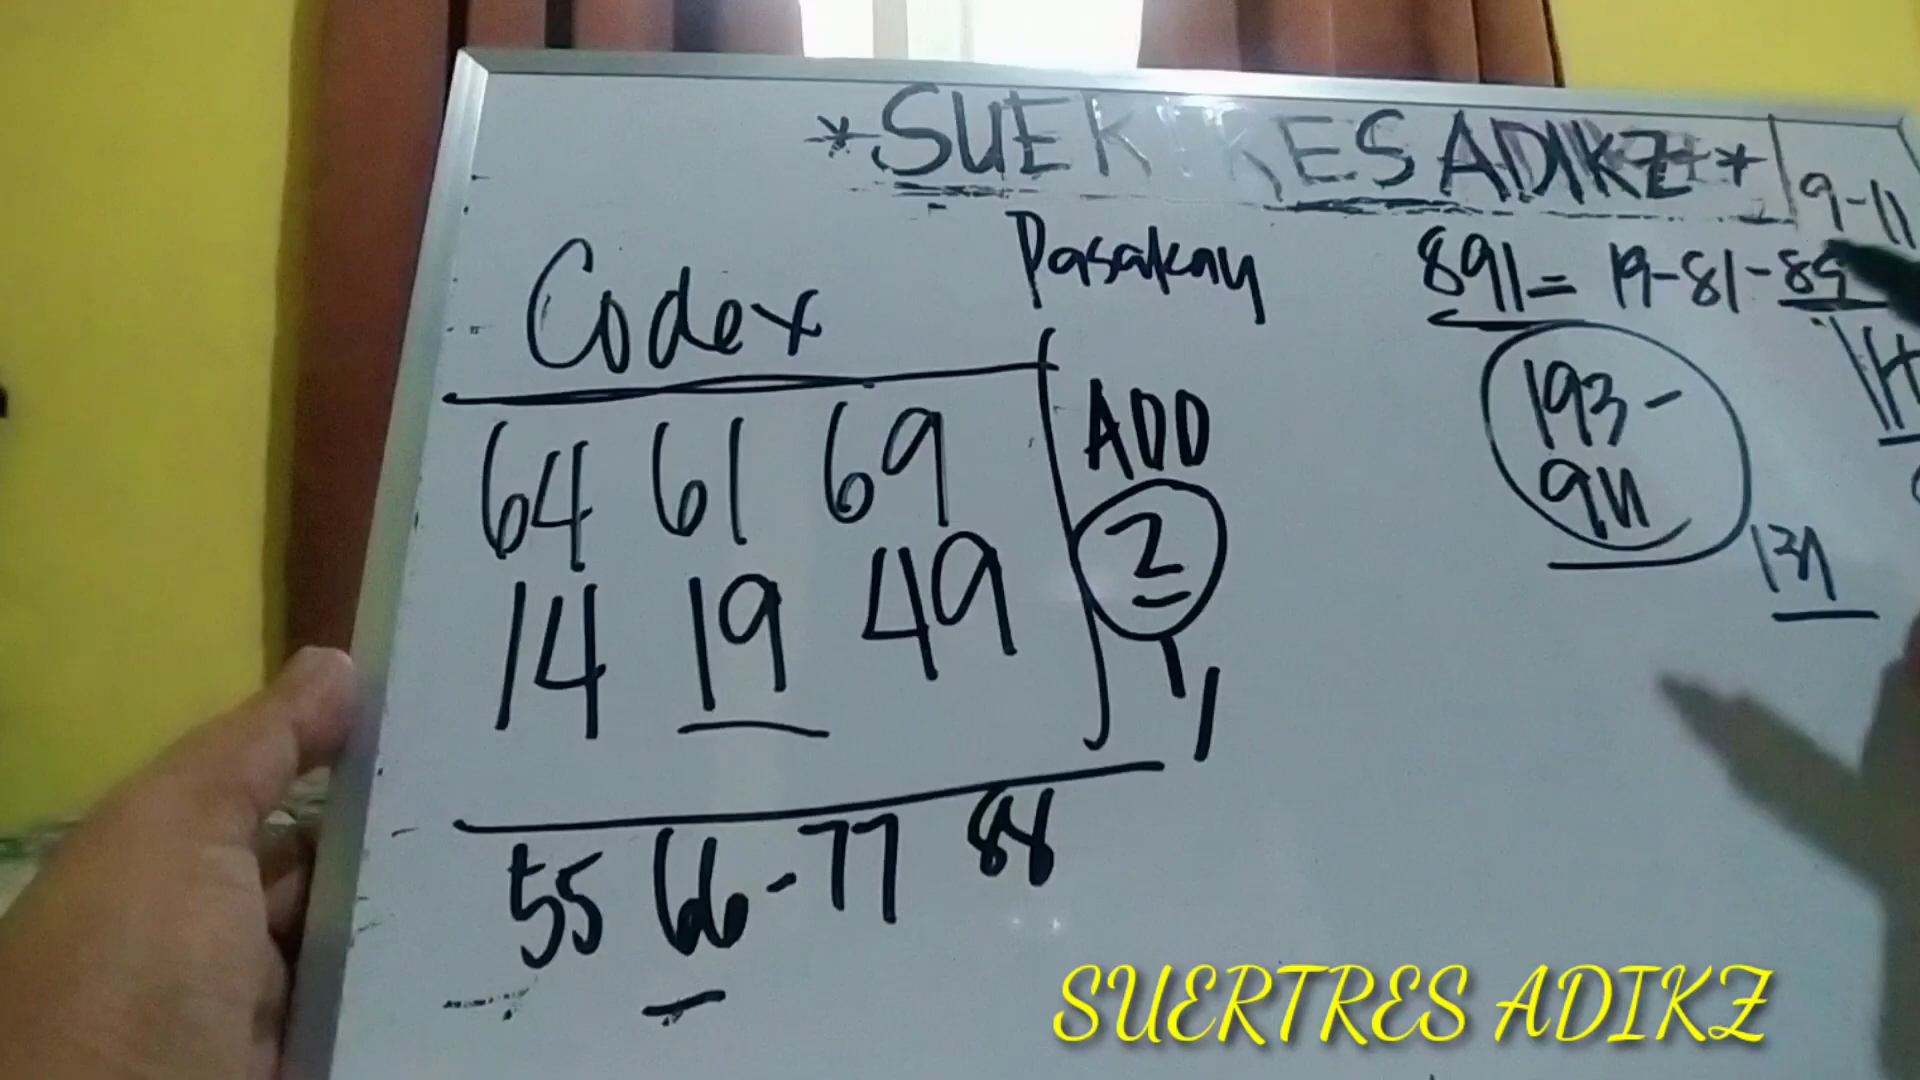 *SUERTRES ADIKZ*
9-11
Codex
Pasakay
891 = 19-81-89
64 61 69
ADD
193-
911
14 19 49
2
131
1
55 66-77 88
SUERTRES ADIKZ